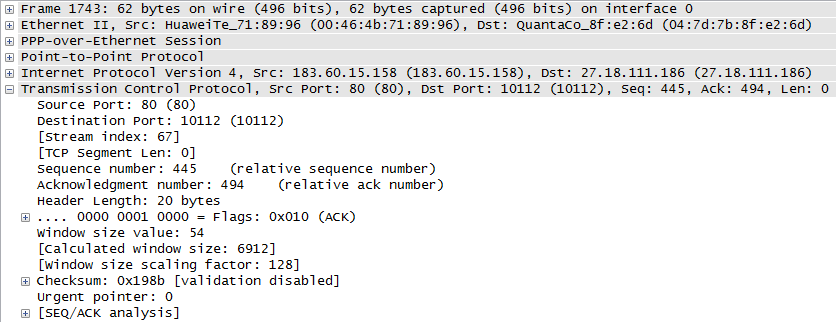 Frame 1743: 62 bytes on wire (496 bits), 62 bytes captured (496 bits) on interface 0
Ethernet II, Src: HuaweiTe_71:89:96 (00:46:4b:71:89:96), Dst: QuantaCo_8f:e2:6d (04:7d:7b:8f:e2:6d)
PPP-over-Ethernet Session
Point-to-Point Protocol
Internet Protocol Version 4, Src: 183.60.15.158 (183.60.15.158), Dst: 27.18.111.186 (27.18.111.186)
Transmission Control Protocol, Src Port: 80 (80), Dst Port: 10112 (10112), Seq: 445, Ack: 494, Len: 0
Source Port: 80 (80)
Destination Port: 10112 (10112)
[Stream index: 67]
[TCP Segment Len: 0]
Sequence number: 445    (relative sequence number)
Acknowledgment number: 494    (relative ack number)
Header Length: 20 bytes
.... 0000 0001 0000 = Flags: 0x010 (ACK)
Window size value: 54
[Calculated window size: 6912]
[Window size scaling factor: 128]
Checksum: 0x198b [validation disabled]
Urgent pointer: 0
[SEQ/ACK analysis]